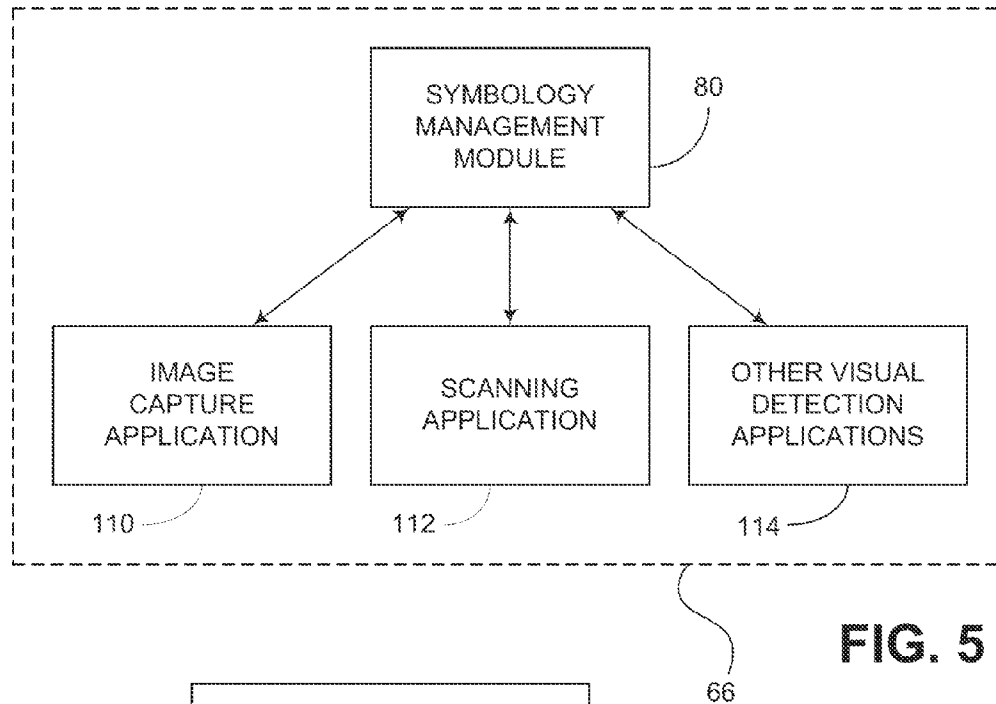 SYMBOLOGY
MANAGEMENT
MODULE
80
IMAGE
CAPTURE
APPLICATION
SCANNING
APPLICATION
OTHER VISUAL
DETECTION
APPLICATIONS
110
112
114
FIG. 5
66